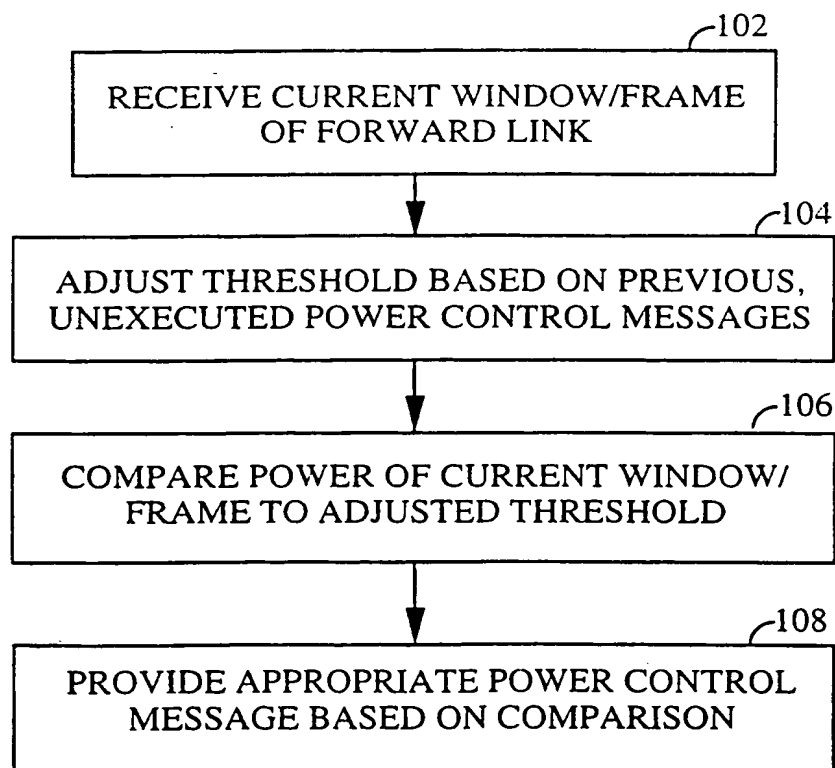 102
RECEIVE CURRENT WINDOW/FRAME
OF FORWARD LINK
104
ADJUST THRESHOLD BASED ON PREVIOUS,
UNEXECUTED POWER CONTROL MESSAGES
106
COMPARE POWER OF CURRENT WINDOW/
FRAME TO ADJUSTED THRESHOLD
108
PROVIDE APPROPRIATE POWER CONTROL
MESSAGE BASED ON COMPARISON